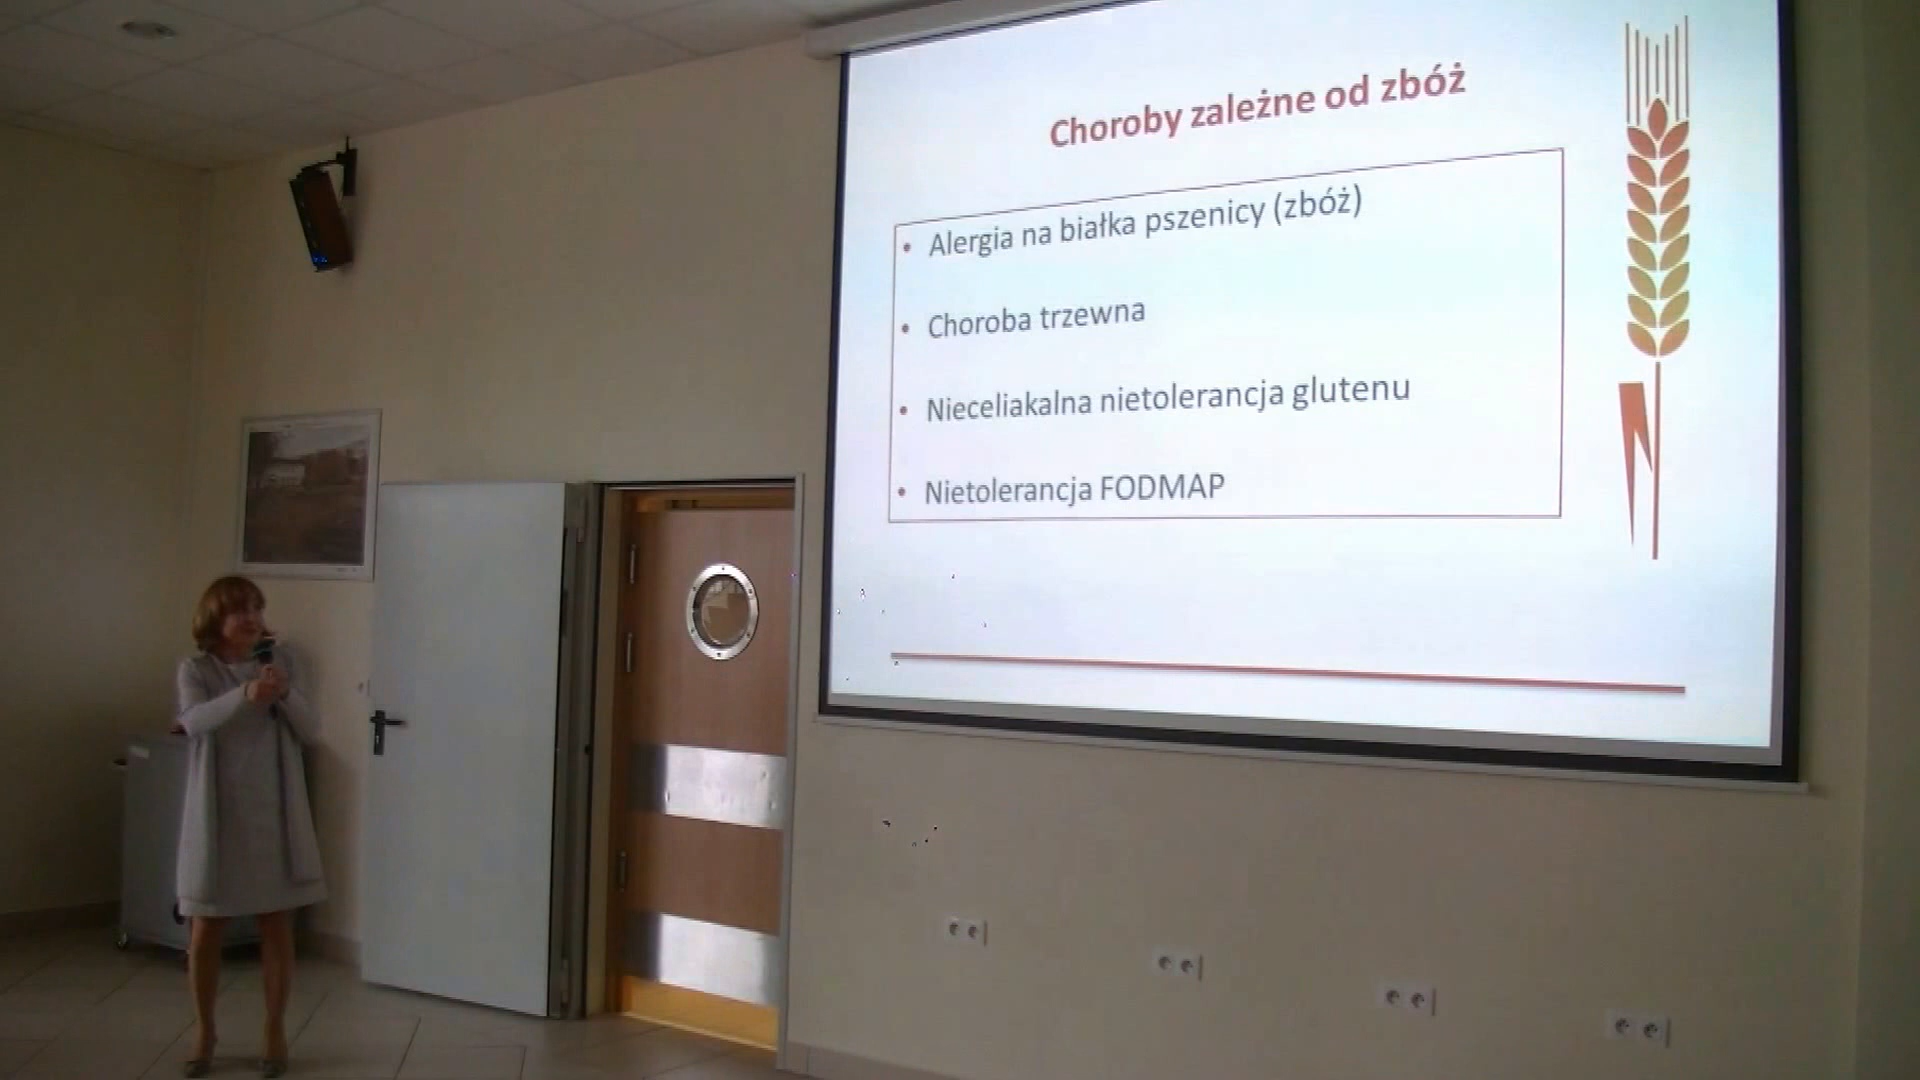 Choroby zależne od zbóż
• Alergia na białka pszenicy (zbóż)
• Choroba trzewna
• Nieceliakalna nietolerancja glutenu
• Nietolerancja FODMAP